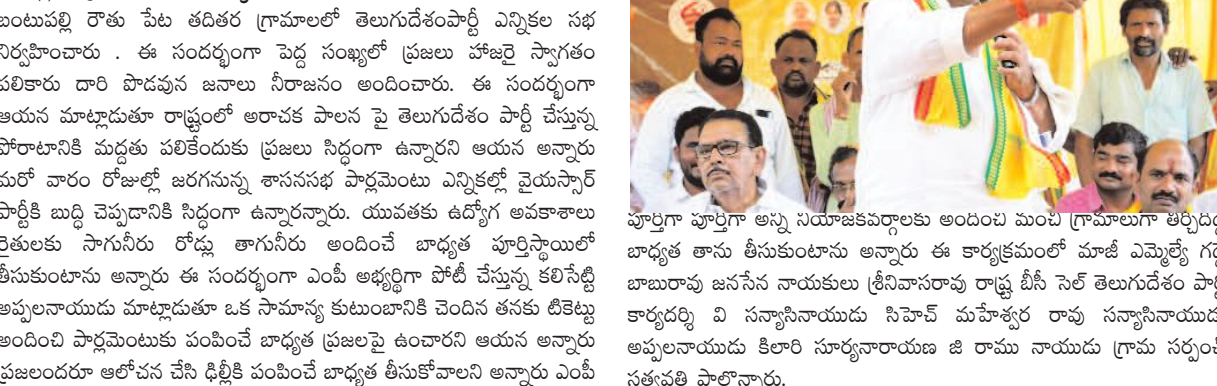 బంటుపల్లి రౌతు పేట తదితర గ్రామాలలో తెలుగుదేశంపార్టీ ఎన్నికల సభ
నిర్వహించారు . ఈ సందర్భంగా పెద్ద సంఖ్యలో ప్రజలు హాజరై స్వాగతం
పలికారు దారి పొడవున జనాలు నీరాజనం అందించారు. ఈ సందర్భంగా
ఆయన మాట్లాడుతూ రాష్ట్రంలో అరాచక పాలన పై తెలుగుదేశం పార్టీ చేస్తున్న
పోరాటానికి మద్దతు పలికేందుకు ప్రజలు సిద్ధంగా ఉన్నారని ఆయన అన్నారు
మరో వారం రోజుల్లో జరగనున్న శాసనసభ పార్లమెంటు ఎన్నికల్లో వైయస్సార్
పార్టీకి బుద్ధి చెప్పడానికి సిద్ధంగా ఉన్నారన్నారు. యువతకు ఉద్యోగ అవకాశాలు
రైతులకు సాగునీరు రోడ్లు తాగునీరు అందించే బాధ్యత పూర్తిస్థాయిలో
తీసుకుంటాను అన్నారు ఈ సందర్భంగా ఎంపీ అభ్యర్థిగా పోటీ చేస్తున్న కలిసేట్టి
అప్పలనాయుడు మాట్లాడుతూ ఒక సామాన్య కుటుంబానికి చెందిన తనకు టికెట్టు
అందించి పార్లమెంటుకు పంపించే బాధ్యత ప్రజలపై ఉంచారని ఆయన అన్నారు
ప్రజలందరూ ఆలోచన చేసి ఢిల్లీకి పంపించే బాధ్యత తీసుకోవాలని అన్నారు ఎంపీ
పూర్తిగా పూర్తిగా అన్ని నియోజకవర్గాలకు అందించి మంచి గ్రామాలుగా
బాధ్యత తాను తీసుకుంటాను అన్నారు ఈ కార్యక్రమంలో మాజీ ఎమ్మెల్యే గద్దె
బాబురావు జనసేన నాయకులు శ్రీనివాసరావు రాష్ట్ర బీసీ సెల్ తెలుగుదేశం పార్టీ
కార్యదర్శి వి సన్యాసినాయుడు సిహెచ్ మహేశ్వర రావు సన్యాసినాయుడు
అప్పలనాయుడు కిలారి సూర్యనారాయణ జి రాము నాయుడు గ్రామ సర్పంచ్
సత్యవతి పాల్గొన్నారు.